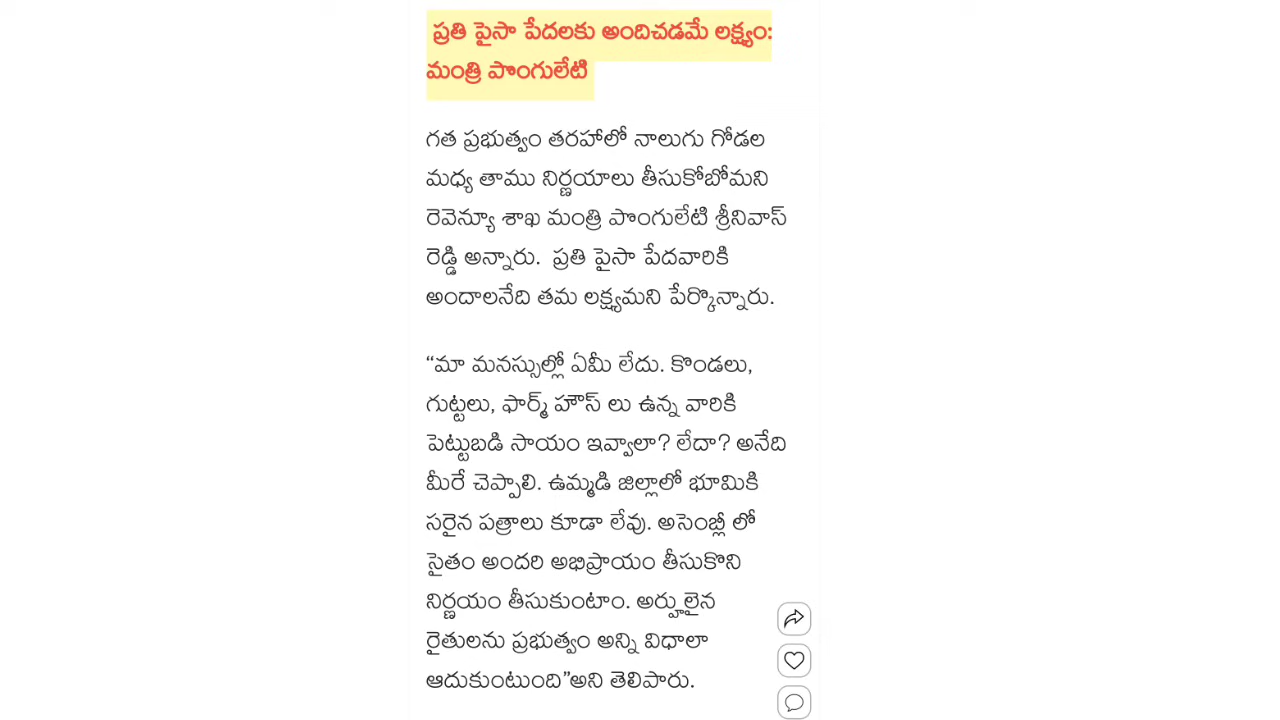 ప్రతి పైసా పేదలకు అందిచడమే లక్ష్యం:
మంత్రి పొంగులేటి
గత ప్రభుత్వం తరహాలో నాలుగు గోడల
మధ్య తాము నిర్ణయాలు తీసుకోబోమని
రెవెన్యూ శాఖ మంత్రి పొంగులేటి శ్రీనివాస్
రెడ్డి అన్నారు. ప్రతి పైసా పేదవారికి
అందాలనేది తమ లక్ష్యమని పేర్కొన్నారు.
“మా మనస్సుల్లో ఏమీ లేదు. కొండలు,
గుట్టలు, ఫార్మ్ హౌస్ లు ఉన్న వారికి
పెట్టుబడి సాయం ఇవ్వాలా? లేదా? అనేది
మీరే చెప్పాలి. ఉమ్మడి జిల్లాలో భూమికి
సరైన పత్రాలు కూడా లేవు. అసెంబ్లీ లో
సైతం అందరి అభిప్రాయం తీసుకొని
నిర్ణయం తీసుకుంటాం. అర్హులైన
రైతులను ప్రభుత్వం అన్ని విధాలా
ఆదుకుంటుంది”అని తెలిపారు.